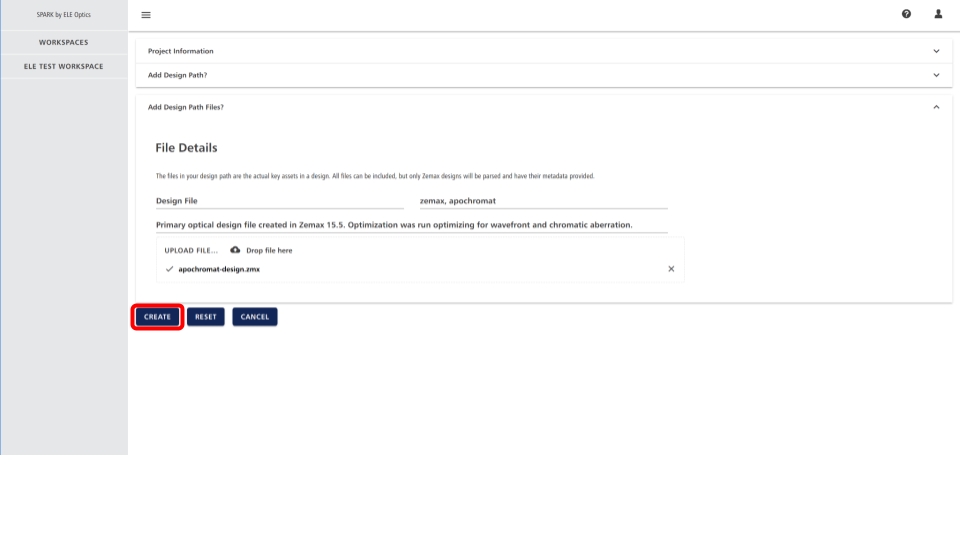 SPARK by ELE Optics
WORKSPACES
ELE TEST WORKSPACE
Project Information
Add Design Path?
Add Design Path Files?
File Details
The files in your design path are the actual key assets in a design. All files can be included, but only Zemax designs will be parsed and have their metadata provided.
Design File
zemax, apochromat
Primary optical design file created in Zemax 15.5. Optimization was run optimizing for wavefront and chromatic aberration.
UPLOAD FILE... Drop file here
apochromat-design.zmx
CREATE RESET CANCEL